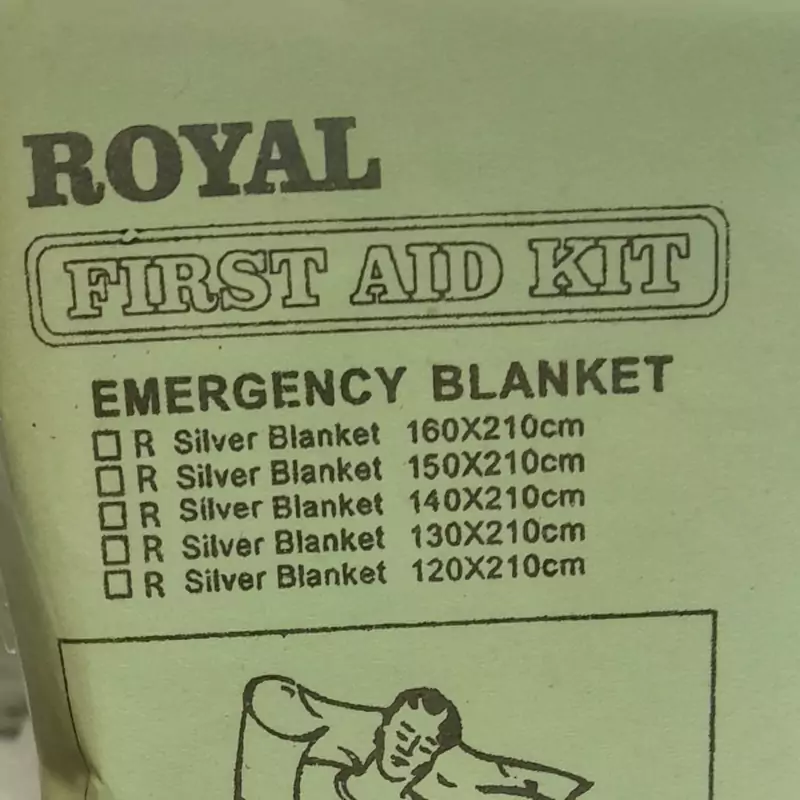 ROYAL
FIRST AID KIT
EMERGENCY BLANKET
☐ R Silver Blanket 160X210cm
☐ R Silver Blanket 150X210cm
☐ R Silver Blanket 140X210cm
☐ R Silver Blanket 130X210cm
☐ R Silver Blanket 120X210cm